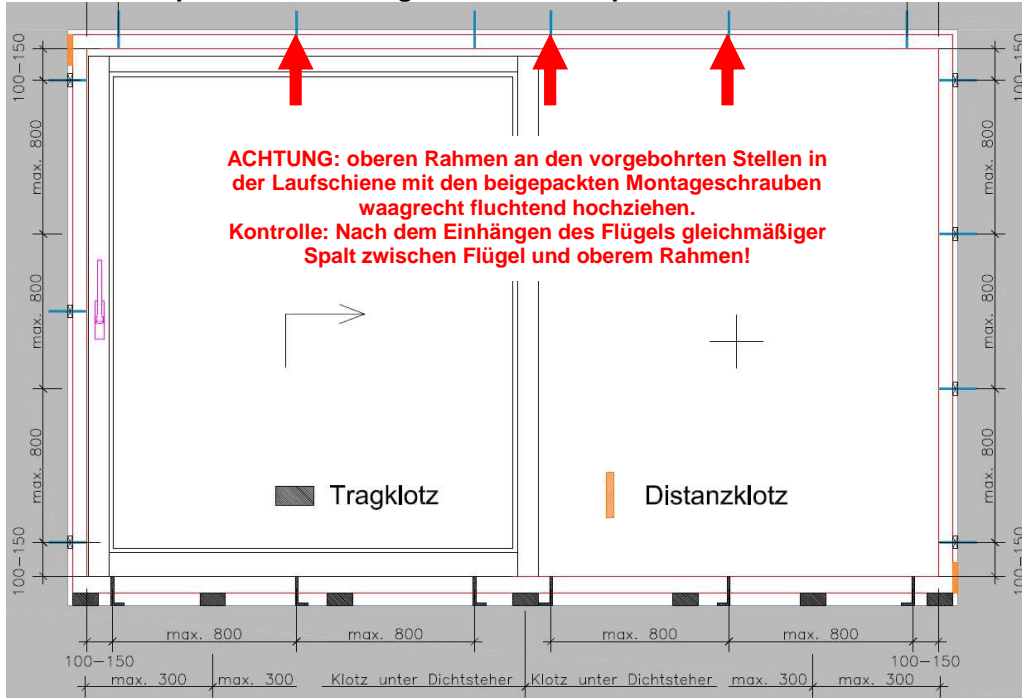 100-150
100-150
max. 800
max. 800
ACHTUNG: oberen Rahmen an den vorgebohrten Stellen in
der Laufschiene mit den beigepackten Montageschrauben
waagrecht fluchtend hochziehen.
Kontrolle: Nach dem Einhängen des Flügels gleichmäßiger
Spalt zwischen Flügel und oberem Rahmen!
max. 800
max. 800
max. 800
max. 800
Tragklotz
Distanzklotz
100-150
100-150
max. 800
max. 800
max. 800
max. 800
100-150
100-150
max. 300
max. 300
Klotz unter Dichtsteher
Klotz unter Dichtsteher
max. 300
max. 300